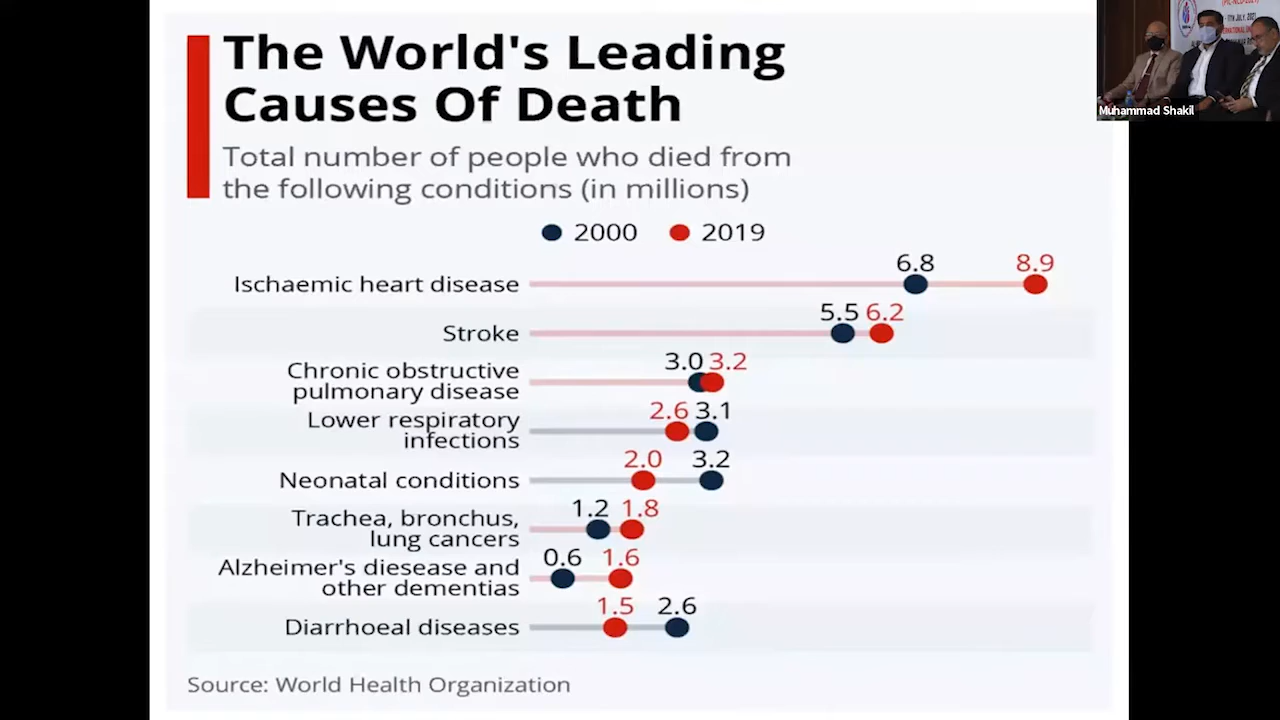 The World's Leading
Causes Of Death
Total number of people who died from
the following conditions (in millions)
2000 2019
Ischaemic heart disease 6.8 8.9
Stroke 5.5 6.2
Chronic obstructive
pulmonary disease 3.0 3.2
Lower respiratory
infections 2.6 3.1
Neonatal conditions 2.0 3.2
Trachea, bronchus,
lung cancers 1.2 1.8
Alzheimer's diesease and
other dementias 0.6 1.6
Diarrhoeal diseases 1.5 2.6
Source: World Health Organization
Muhammad Shakil